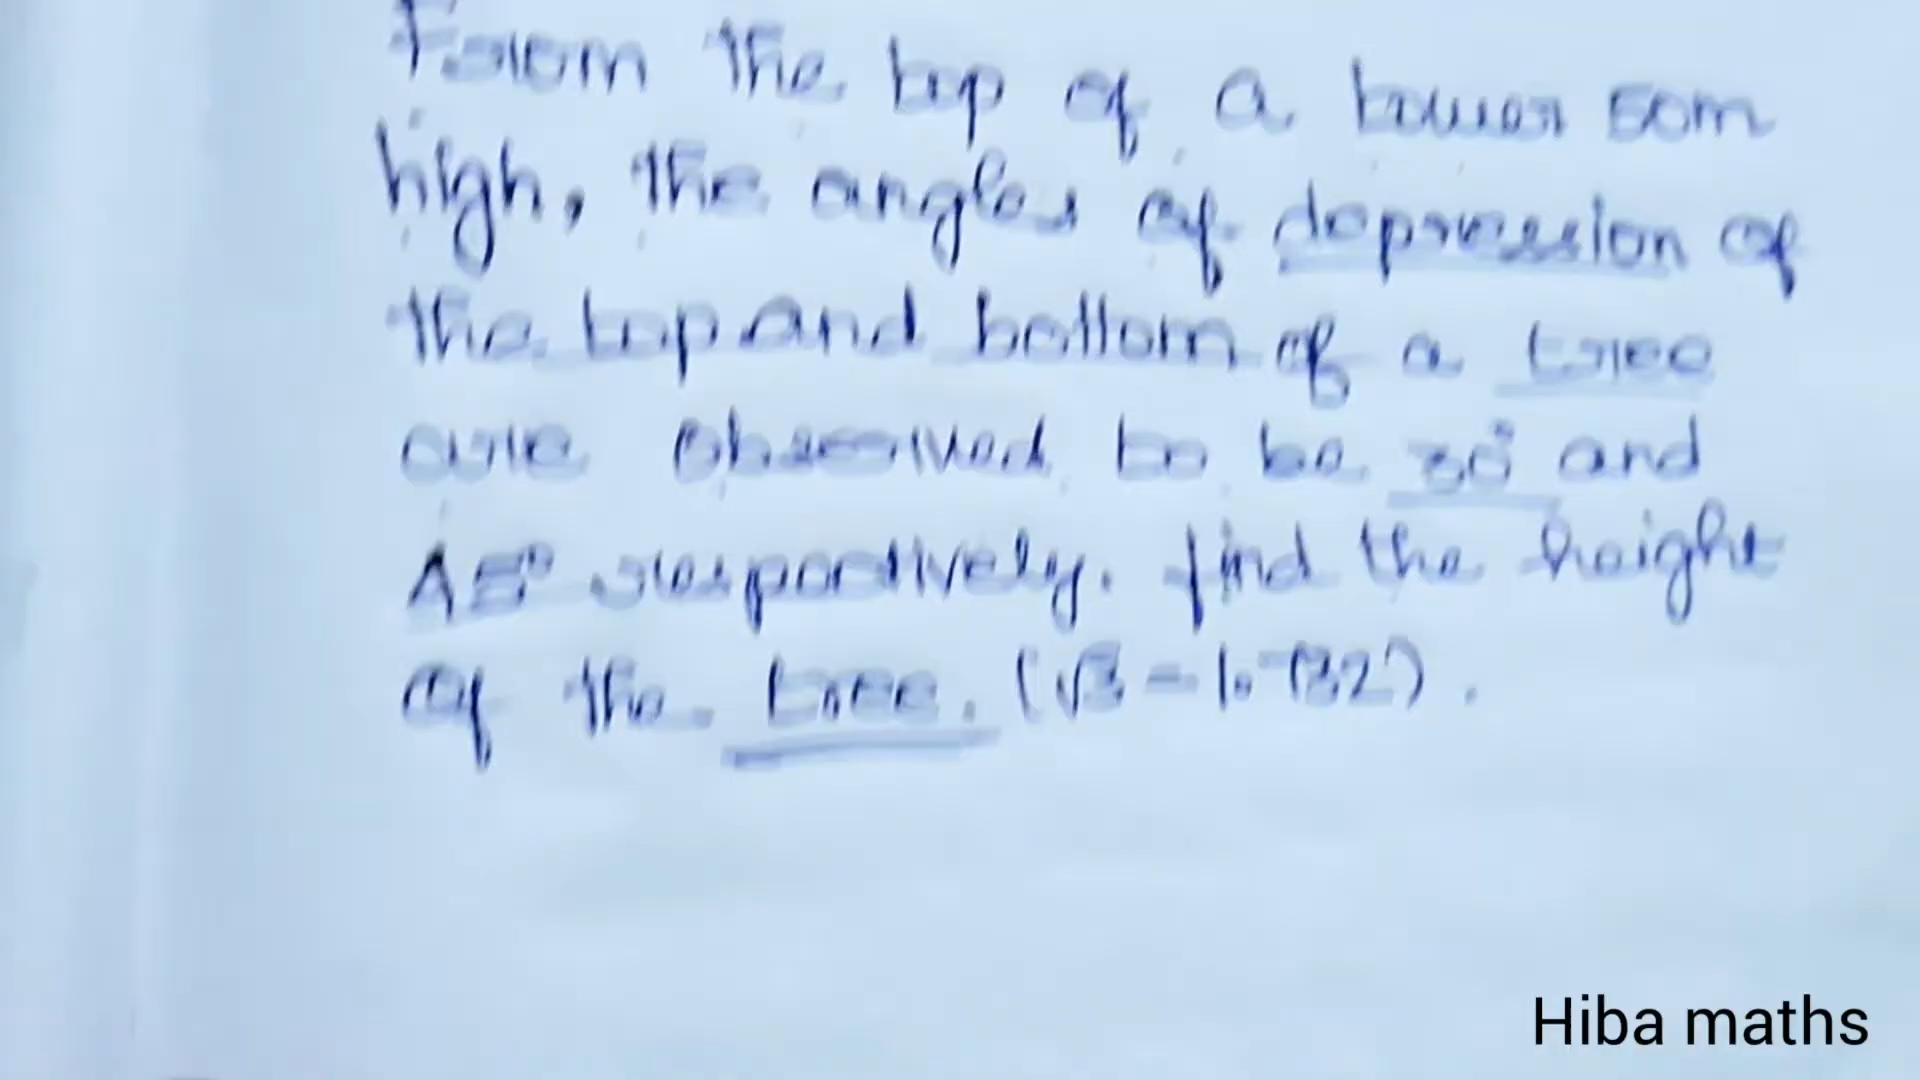 From the top of a tower 50m
high, the angles of depression of
the top and bottom of a tree
are observed to be 30° and
45° respectively. find the height
of the tree. (√3 = 1.732).
Hiba maths